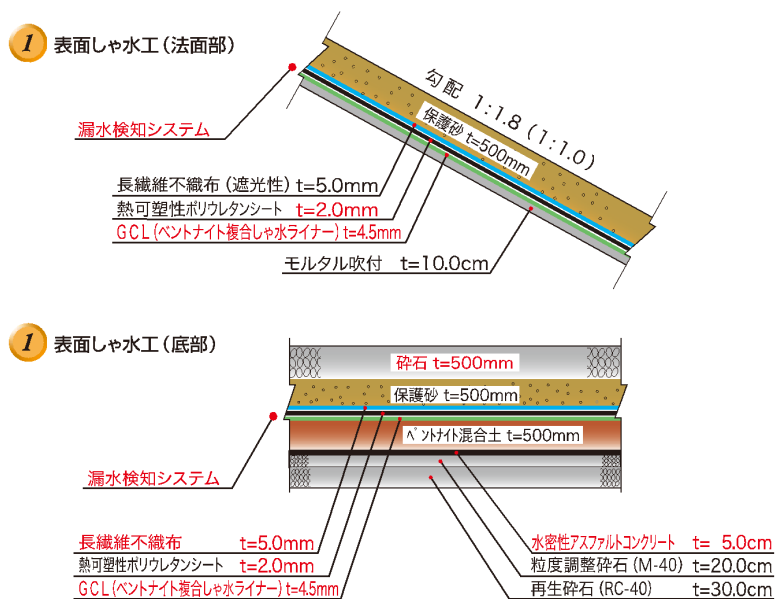 1 表面しゃ水工(法面部)
勾配 1:1.8(1:1.0)
保護砂 t=500mm
漏水検知システム
長繊維不織布(遮光性) t=5.0mm
熱可塑性ポリウレタンシート t=2.0mm
GCL(ベントナイト複合しゃ水ライナー) t=4.5mm
モルタル吹付 t=10.0cm
1 表面しゃ水工(底部)
砕石 t=500mm
保護砂 t=500mm
ベントナイト混合土 t=500mm
漏水検知システム
長繊維不織布 t=5.0mm
熱可塑性ポリウレタンシート t=2.0mm
GCL(ベントナイト複合しゃ水ライナー) t=4.5mm
水密性アスファルトコンクリート t= 5.0cm
粒度調整砕石(M-40) t=20.0cm
再生砕石(RC-40) t=30.0cm